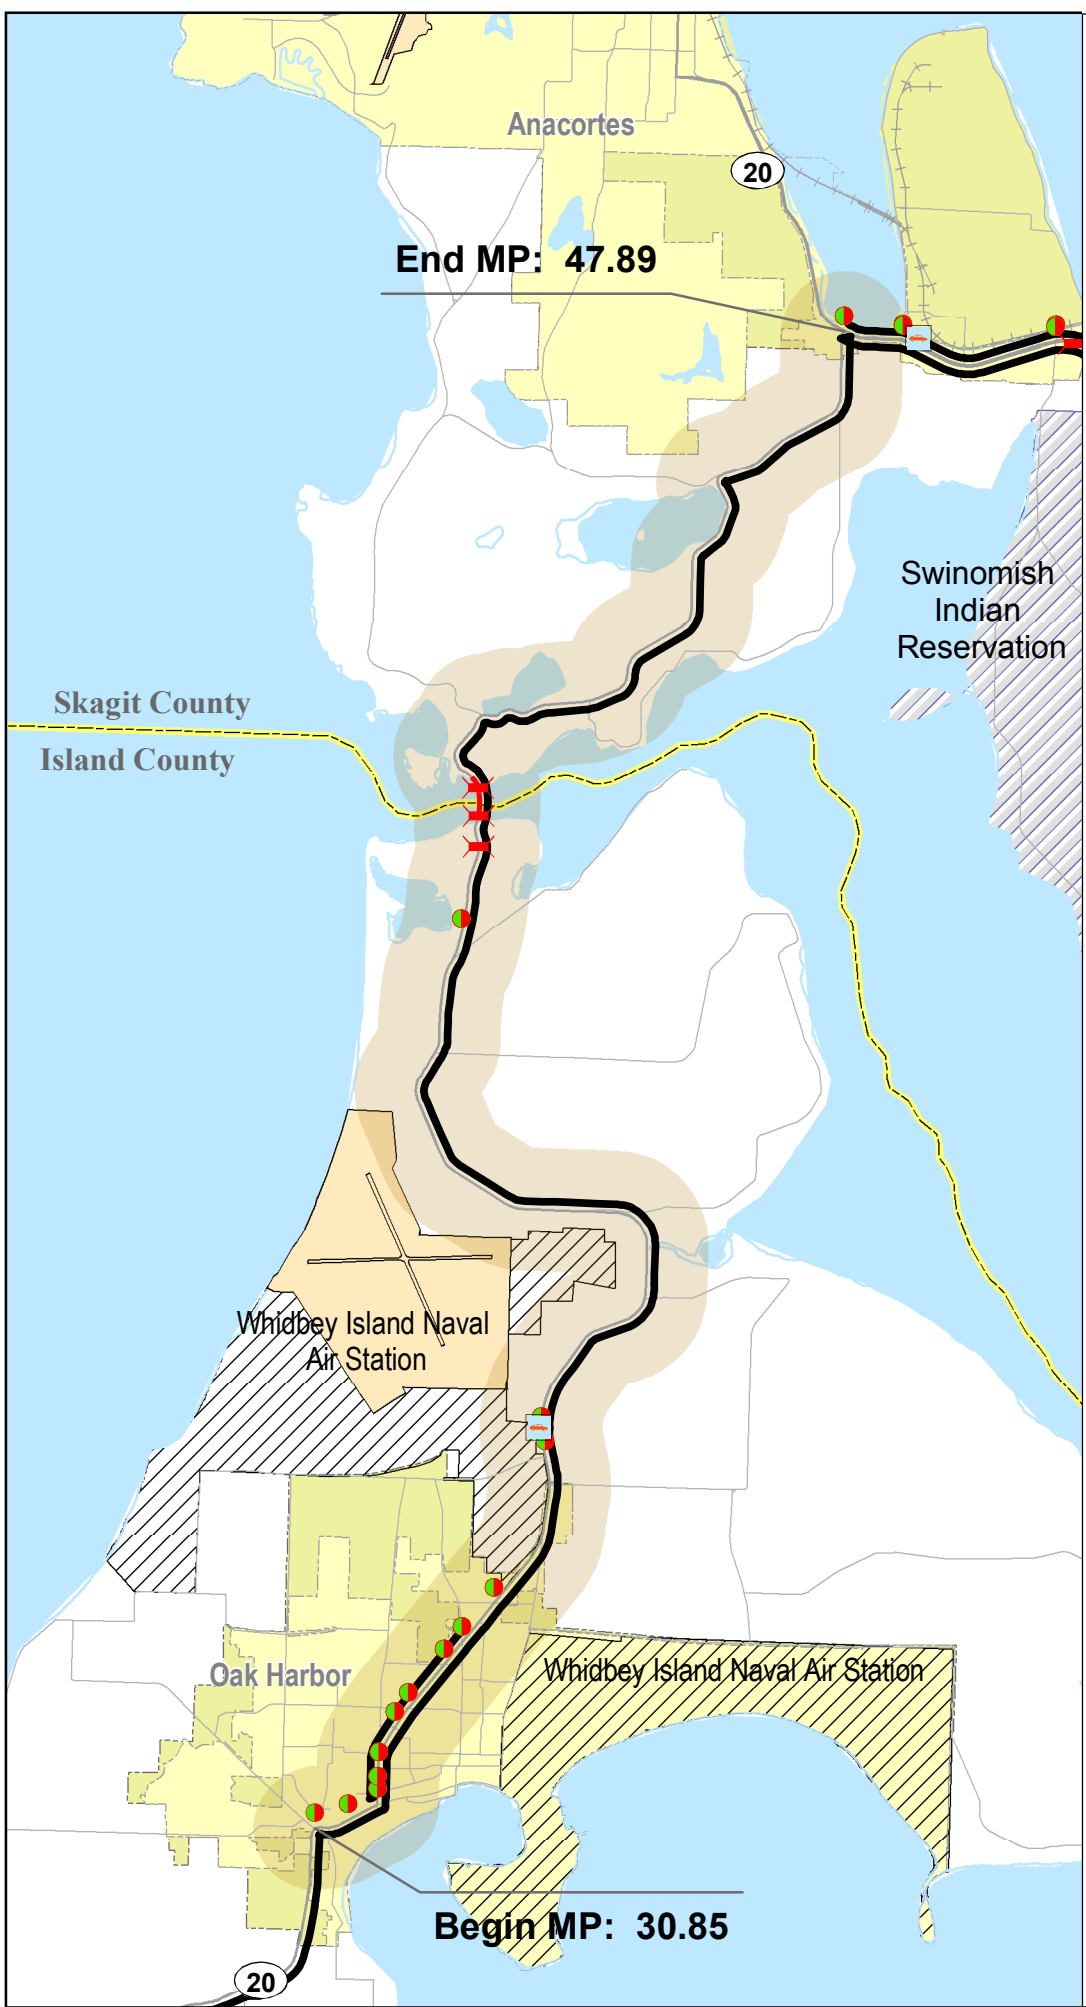 Anacortes
20
End MP: 47.89
Swinomish
Indian
Reservation
Skagit County
Island County
Whidbey Island Naval
Air Station
Oak Harbor
Whidbey Island Naval Air Station
Begin MP: 30.85
20